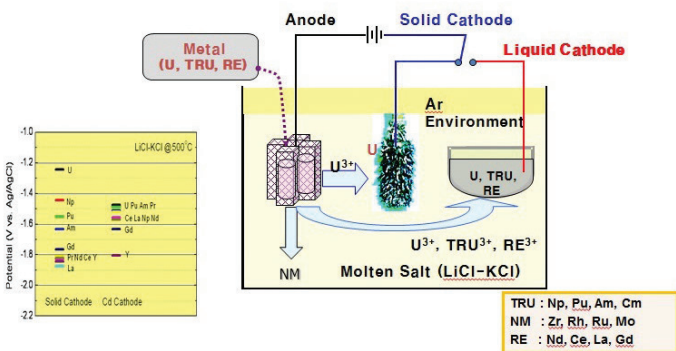 Anode
Solid Cathode
Metal
(U, TRU, RE)
Liquid Cathode
Ar
Environment
U
U³⁺
U, TRU,
RE
U³⁺, TRU³⁺, RE³⁺
NM
Molten Salt (LiCl-KCl)
Potential (V vs. Ag/AgCl)
-1.0
-1.2
-1.4
-1.6
-1.8
-2.0
-2.2
LiCl-KCl @500°C
U
Np
Pu
Am
Gd
Pr Nd Ce Y
La
U Pu Am Pr
Ce La Np Nd
Gd
Y
Solid Cathode Cd Cathode
TRU : Np, Pu, Am, Cm
NM : Zr, Rh, Ru, Mo
RE : Nd, Ce, La, Gd